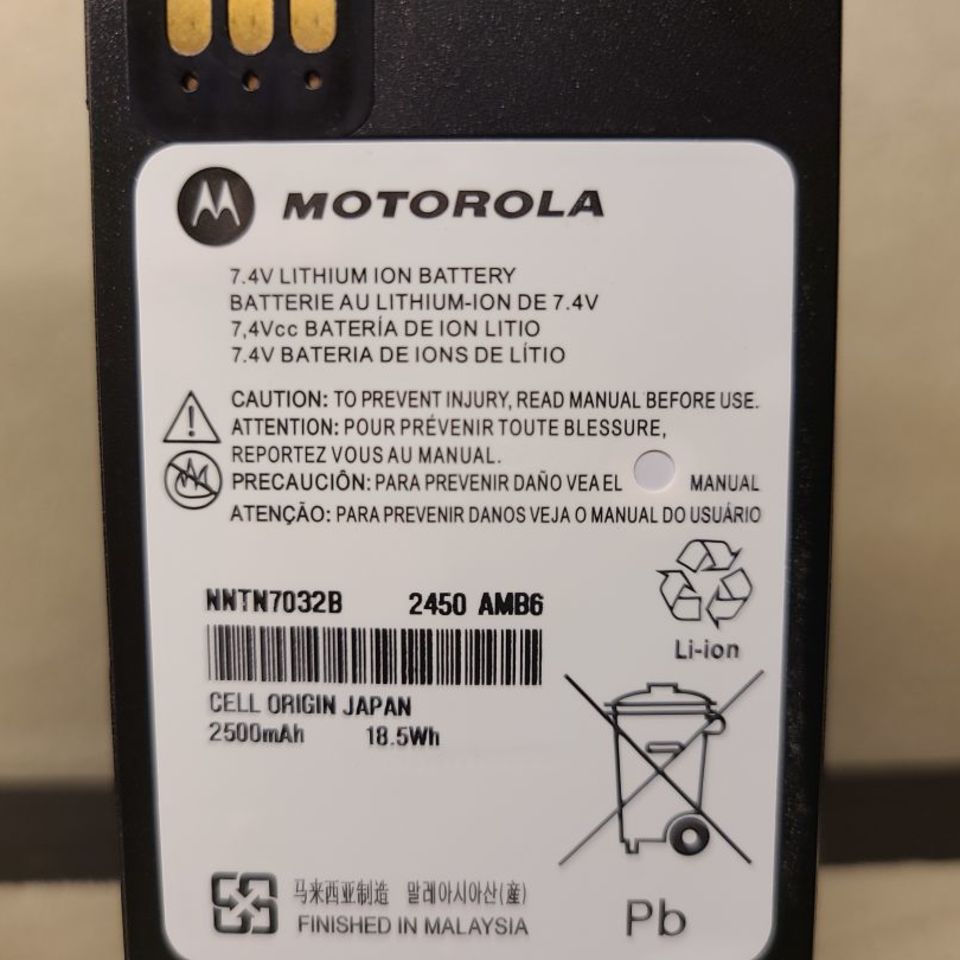 MOTOROLA
7.4V LITHIUM ION BATTERY
BATTERIE AU LITHIUM-ION DE 7.4V
7,4Vcc BATERÍA DE ION LITIO
7.4V BATERIA DE IONS DE LÍTIO
CAUTION: TO PREVENT INJURY, READ MANUAL BEFORE USE.
ATTENTION: POUR PRÉVENIR TOUTE BLESSURE,
REPORTEZ VOUS AU MANUAL.
PRECAUCIÔN: PARA PREVENIR DAÑO VEA EL MANUAL
ATENÇÃO: PARA PREVENIR DANOS VEJA O MANUAL DO USUÁRIO
NNTN7032B 2450 AMB6
Li-ion
CELL ORIGIN JAPAN
2500mAh 18.5Wh
马来西亚制造 말레아시아산(産)
FINISHED IN MALAYSIA
Pb